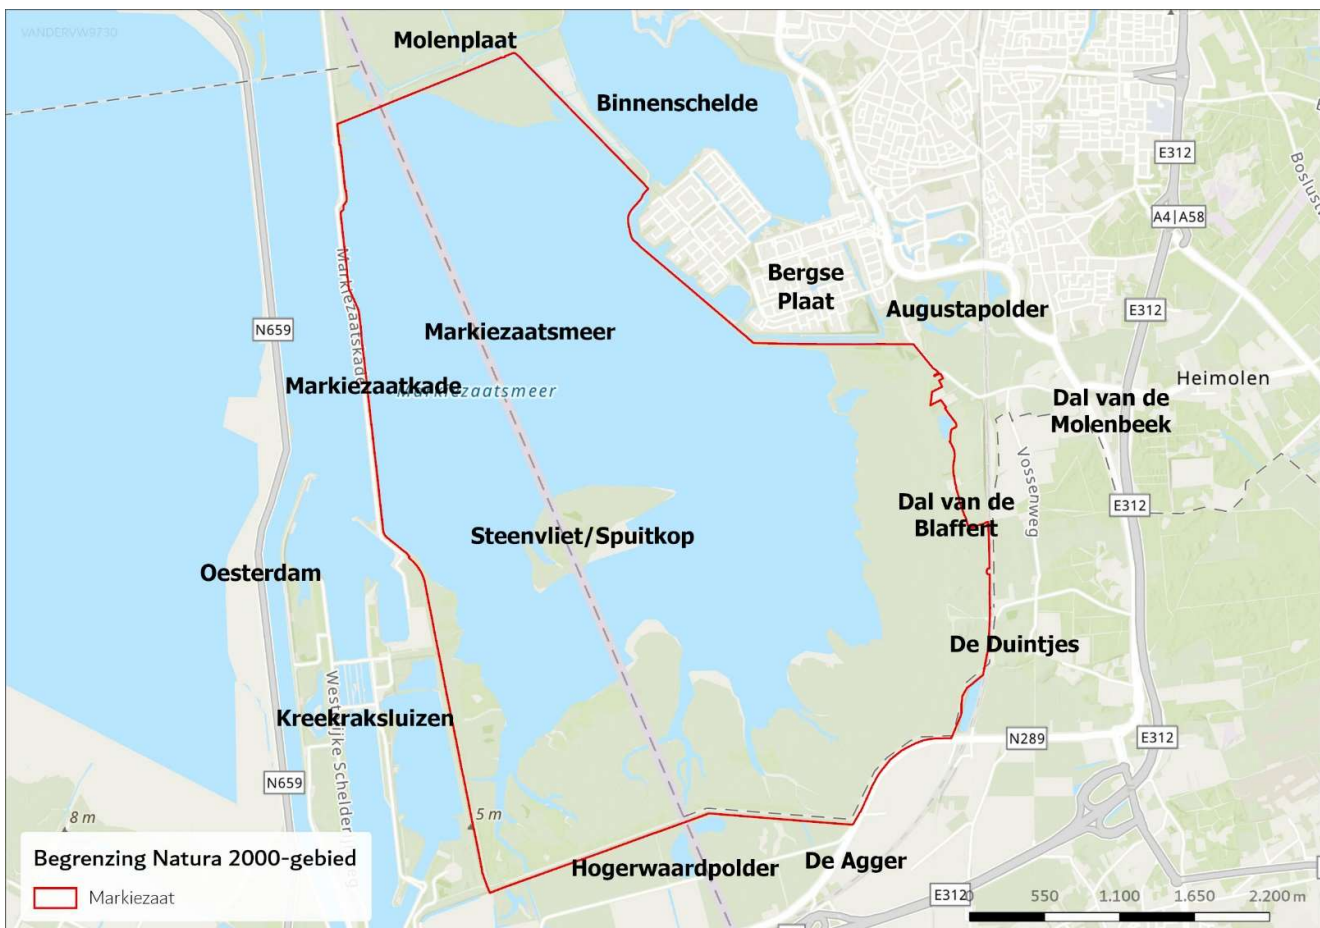 VANDERVW9730
Molenplaat
Binnenschelde
E312
Boslust
A4|A58
Bergse
Plaat
Augustapolder
E312
N659
Markiezaatskade
Markiezaatsmeer
Markiezaatkade
Markiezaatsmeer
Heimolen
Dal van de
Molenbeek
Vossenweg
Dal van de
Blaffert
E312
Steenvliet/Spuitkop
Oesterdam
De Duintjes
Kreekraksluizen
Westelijke Schelderijnweg
N289
E312
N659
8 m
5 m
Begrenzing Natura 2000-gebied
Markiezaat
Hogerwaardpolder
De Agger
E312
0 550 1.100 1.650 2.200 m